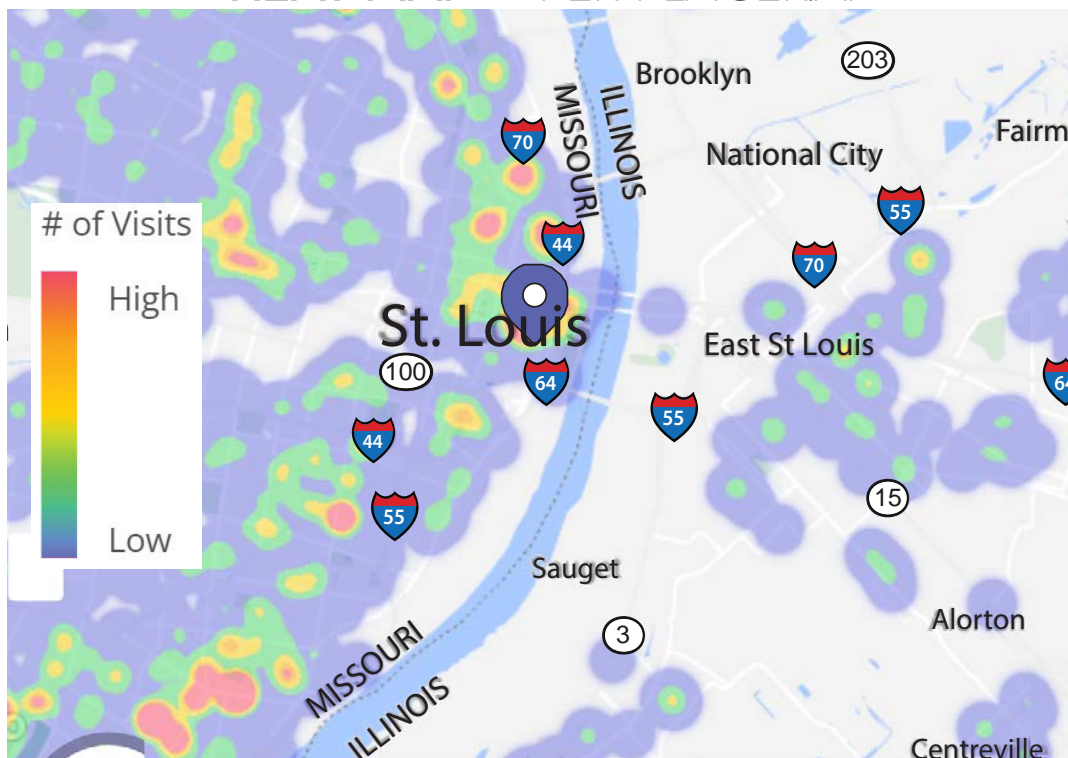 203
Brooklyn
MISSOURI
ILLINOIS
70
Fairm
National City
55
# of Visits
44
70
High
St. Louis
East St Louis
100
64
64
55
44
15
55
Low
Sauget
Alorton
3
MISSOURI
ILLINOIS
Centreville